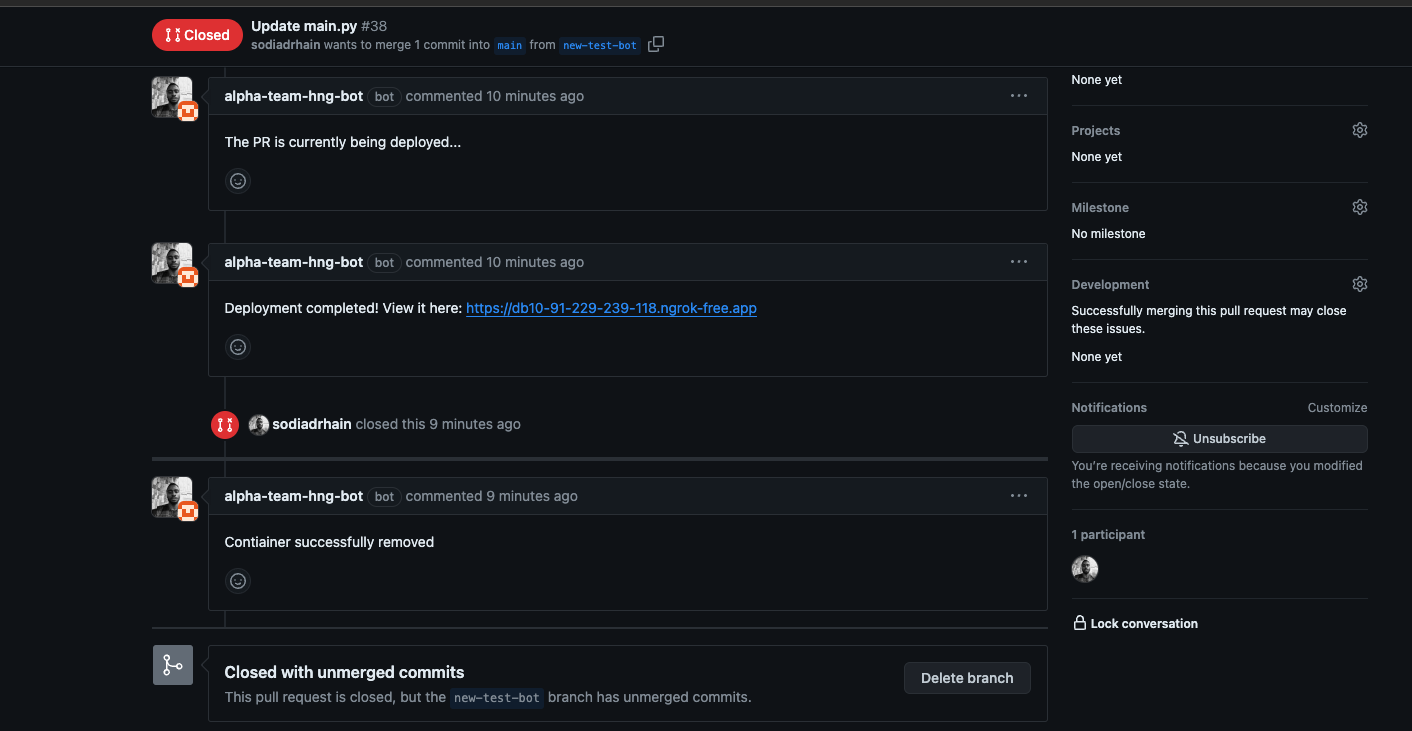 Closed
Update main.py #38
sodiadrhain wants to merge 1 commit into main from new-test-bot
alpha-team-hng-bot bot commented 10 minutes ago
The PR is currently being deployed...
alpha-team-hng-bot bot commented 10 minutes ago
Deployment completed! View it here: https://db10-91-229-239-118.ngrok-free.app
sodiadrhain closed this 9 minutes ago
alpha-team-hng-bot bot commented 9 minutes ago
Contiainer successfully removed
Closed with unmerged commits
This pull request is closed, but the new-test-bot branch has unmerged commits.
Delete branch
None yet
Projects
None yet
Milestone
No milestone
Development
Successfully merging this pull request may close
these issues.
None yet
Notifications
Customize
Unsubscribe
You're receiving notifications because you modified
the open/close state.
1 participant
Lock conversation